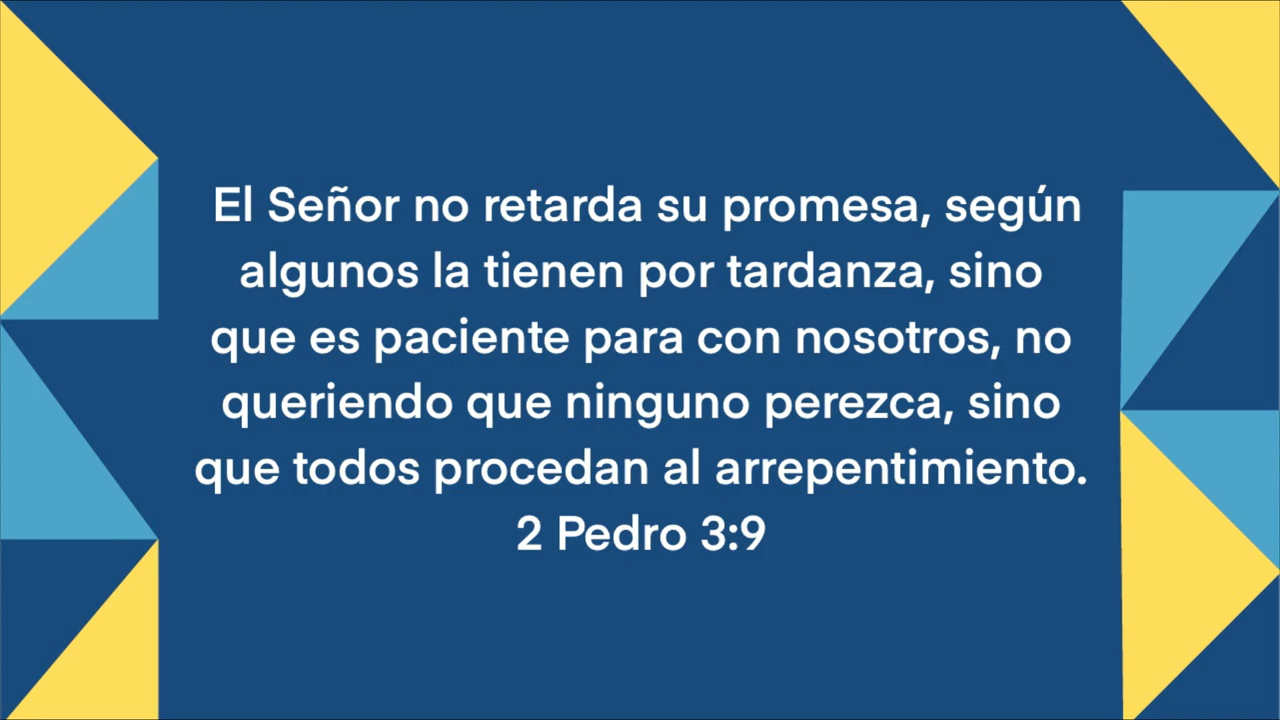 El Señor no retarda su promesa, según
algunos la tienen por tardanza, sino
que es paciente para con nosotros, no
queriendo que ninguno perezca, sino
que todos procedan al arrepentimiento.
2 Pedro 3:9